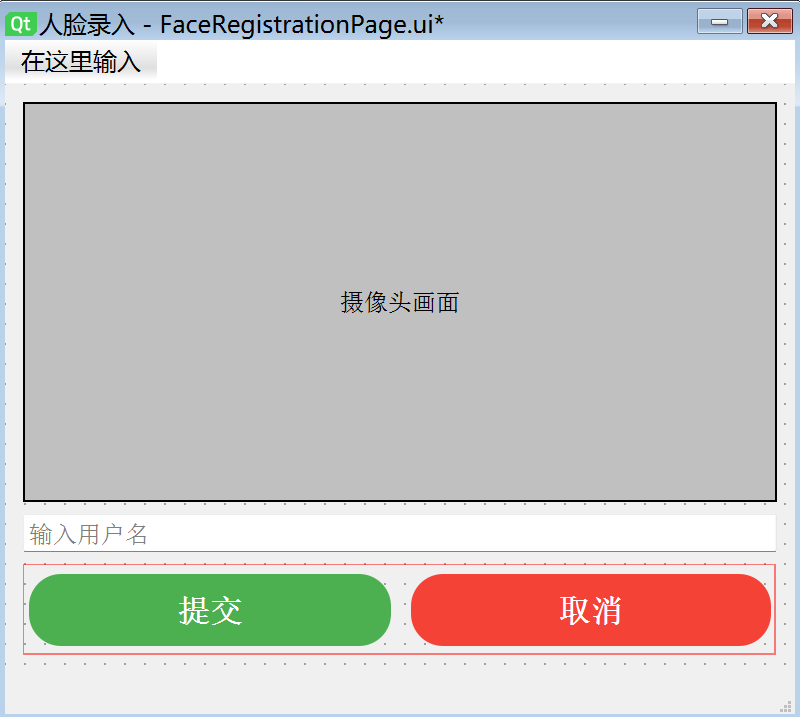 Qt 人脸录入 - FaceRegistrationPage.ui*
在这里输入
摄像头画面
输入用户名
提交 取消